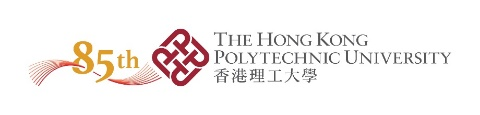 85th
THE HONG KONG
POLYTECHNIC UNIVERSITY
香港理工大學